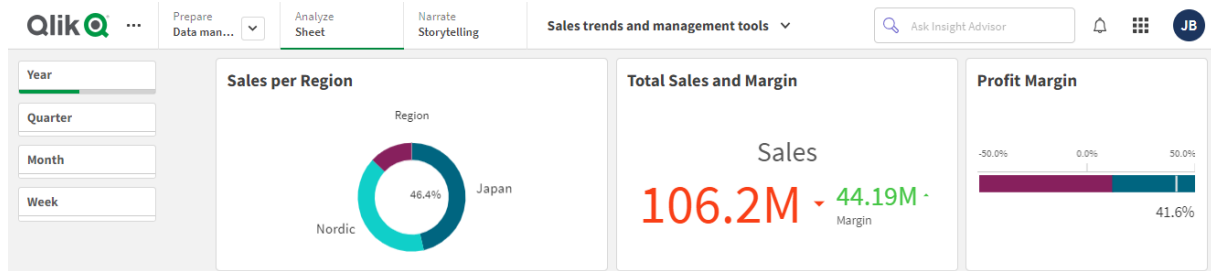 Qlik
...
Prepare
Data man...
Analyze
Sheet
Narrate
Storytelling
Sales trends and management tools
Ask Insight Advisor
JB
Year
Quarter
Month
Week
Sales per Region
Region
46.4%
Japan
Nordic
Total Sales and Margin
Sales
106.2M
44.19M
Margin
Profit Margin
-50.0% 0.0% 50.0%
41.6%